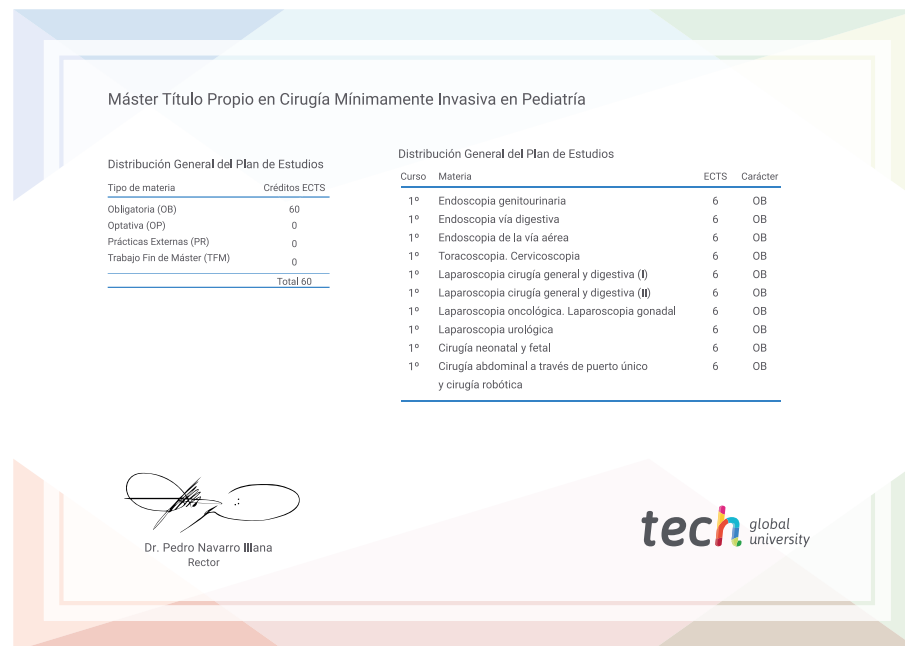 Máster Título Propio en Cirugía Mínimamente Invasiva en Pediatría
Distribución General del Plan de Estudios
Tipo de materia Créditos ECTS
Obligatoria (OB) 60
Optativa (OP) 0
Prácticas Externas (PR) 0
Trabajo Fin de Máster (TFM) 0
Total 60
Distribución General del Plan de Estudios
Curso Materia ECTS Carácter
1º Endoscopia genitourinaria 6 OB
1º Endoscopia vía digestiva 6 OB
1º Endoscopia de la vía aérea 6 OB
1º Toracoscopia. Cervicoscopia 6 OB
1º Laparoscopia cirugía general y digestiva (I) 6 OB
1º Laparoscopia cirugía general y digestiva (II) 6 OB
1º Laparoscopia oncológica. Laparoscopia gonadal 6 OB
1º Laparoscopia urológica 6 OB
1º Cirugía neonatal y fetal 6 OB
1º Cirugía abdominal a través de puerto único 6 OB
y cirugía robótica
Dr. Pedro Navarro Illana
Rector
tech global
university